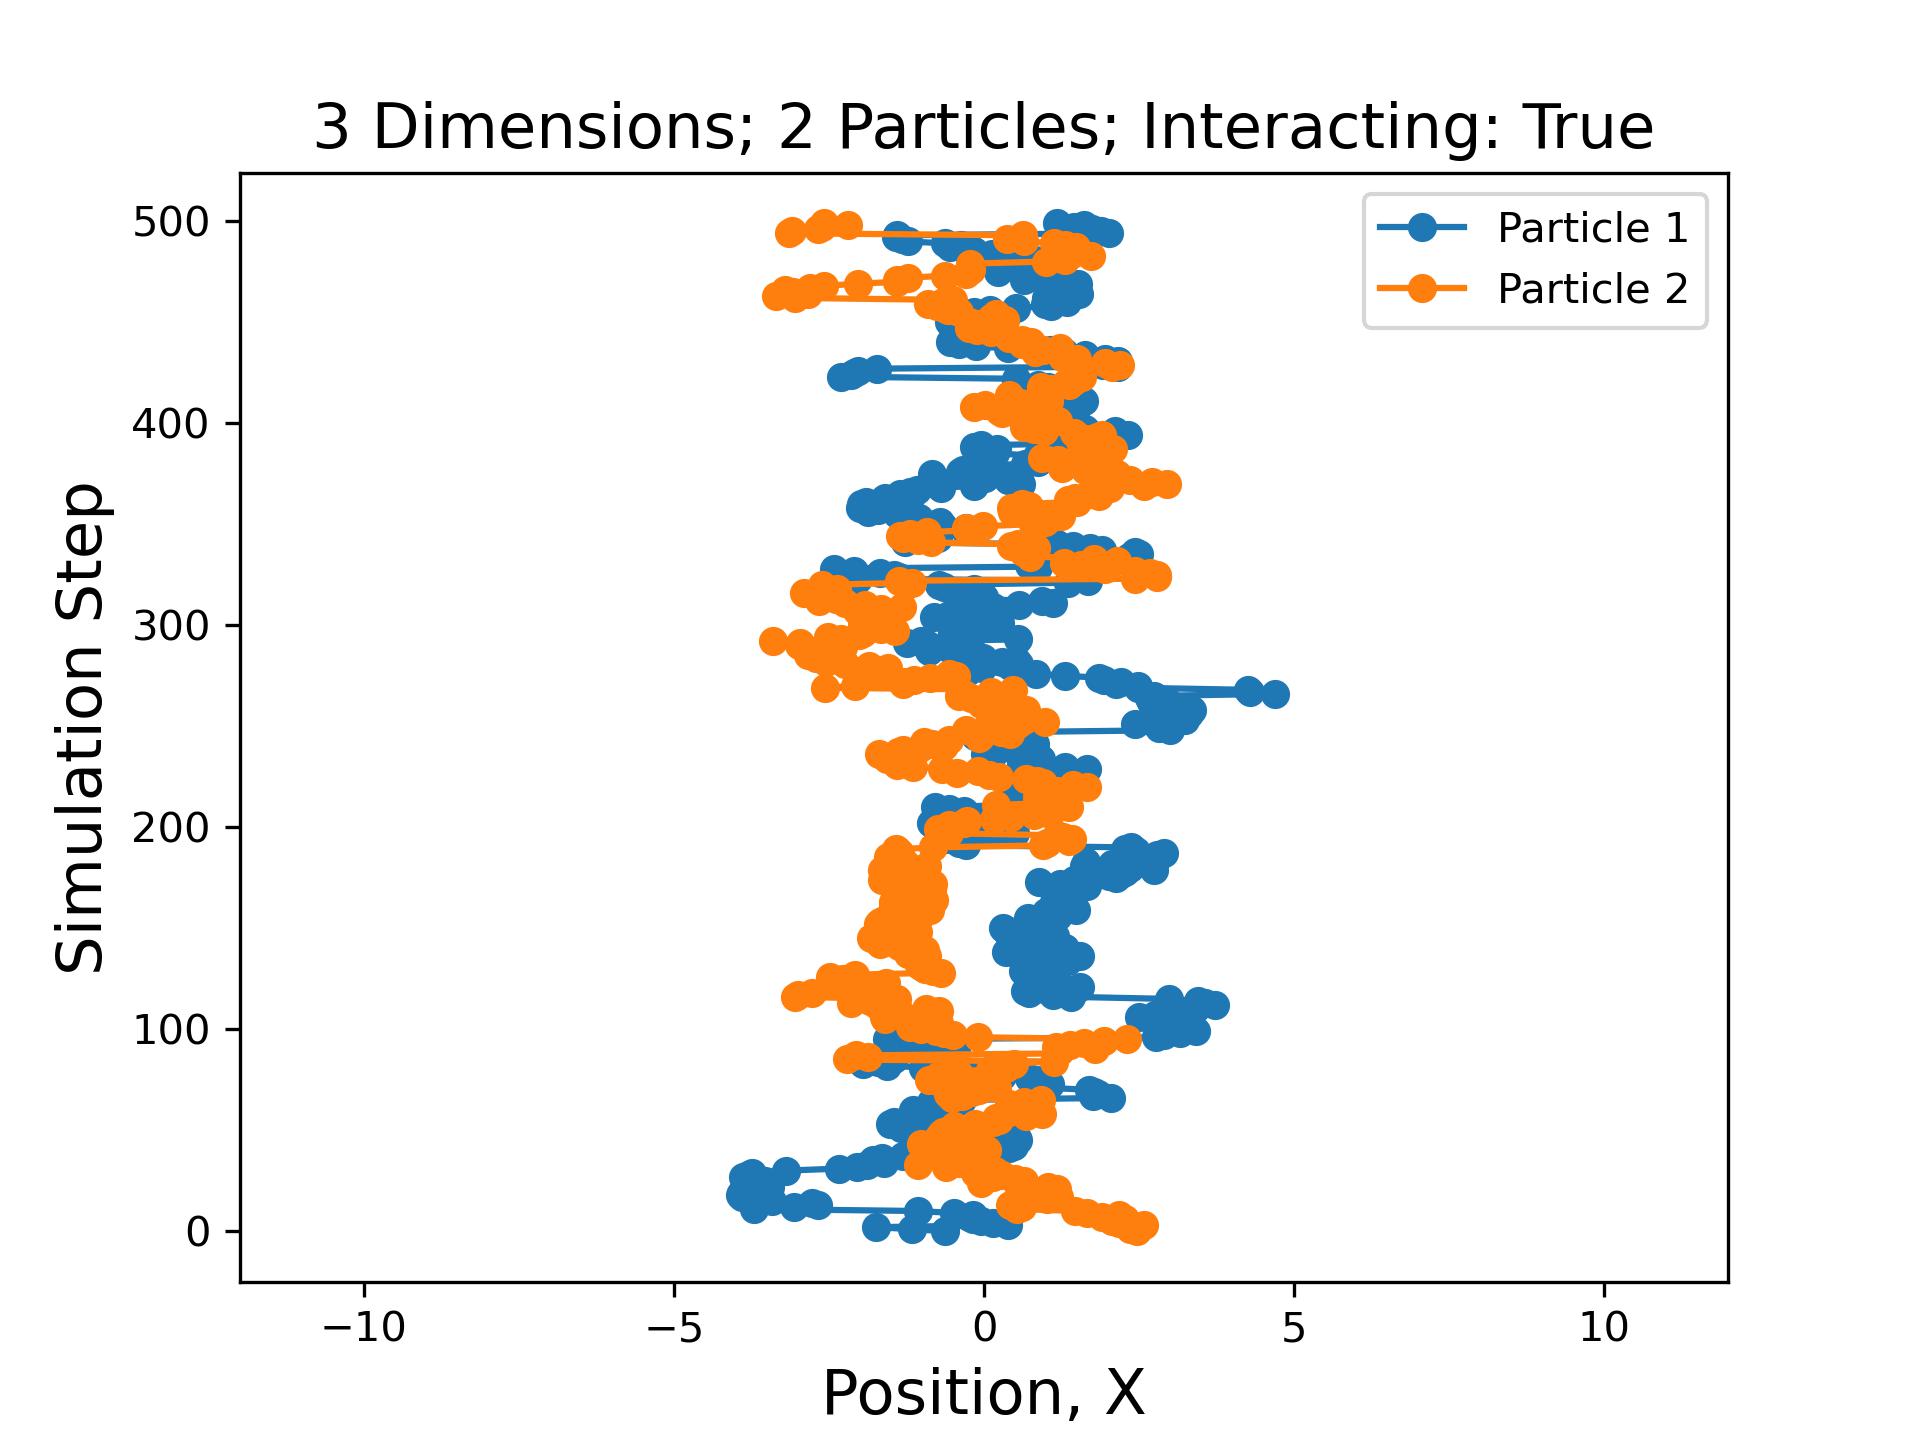 3 Dimensions; 2 Particles; Interacting: True
Particle 1
Particle 2
Simulation Step
500
400
300
200
100
0
−10
−5
0
5
10
Position, X